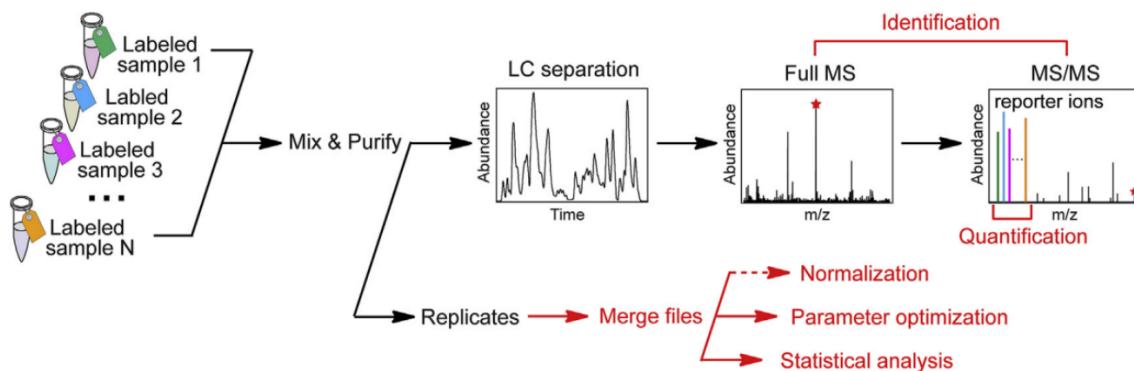 Labeled
sample 1
Labled
sample 2
Labeled
sample 3
...
Labeled
sample N
Mix & Purify
LC separation
Abundance
Time
Identification
Full MS
Abundance
m/z
MS/MS
reporter ions
...
Abundance
m/z
Quantification
Replicates
Merge files
Normalization
Parameter optimization
Statistical analysis